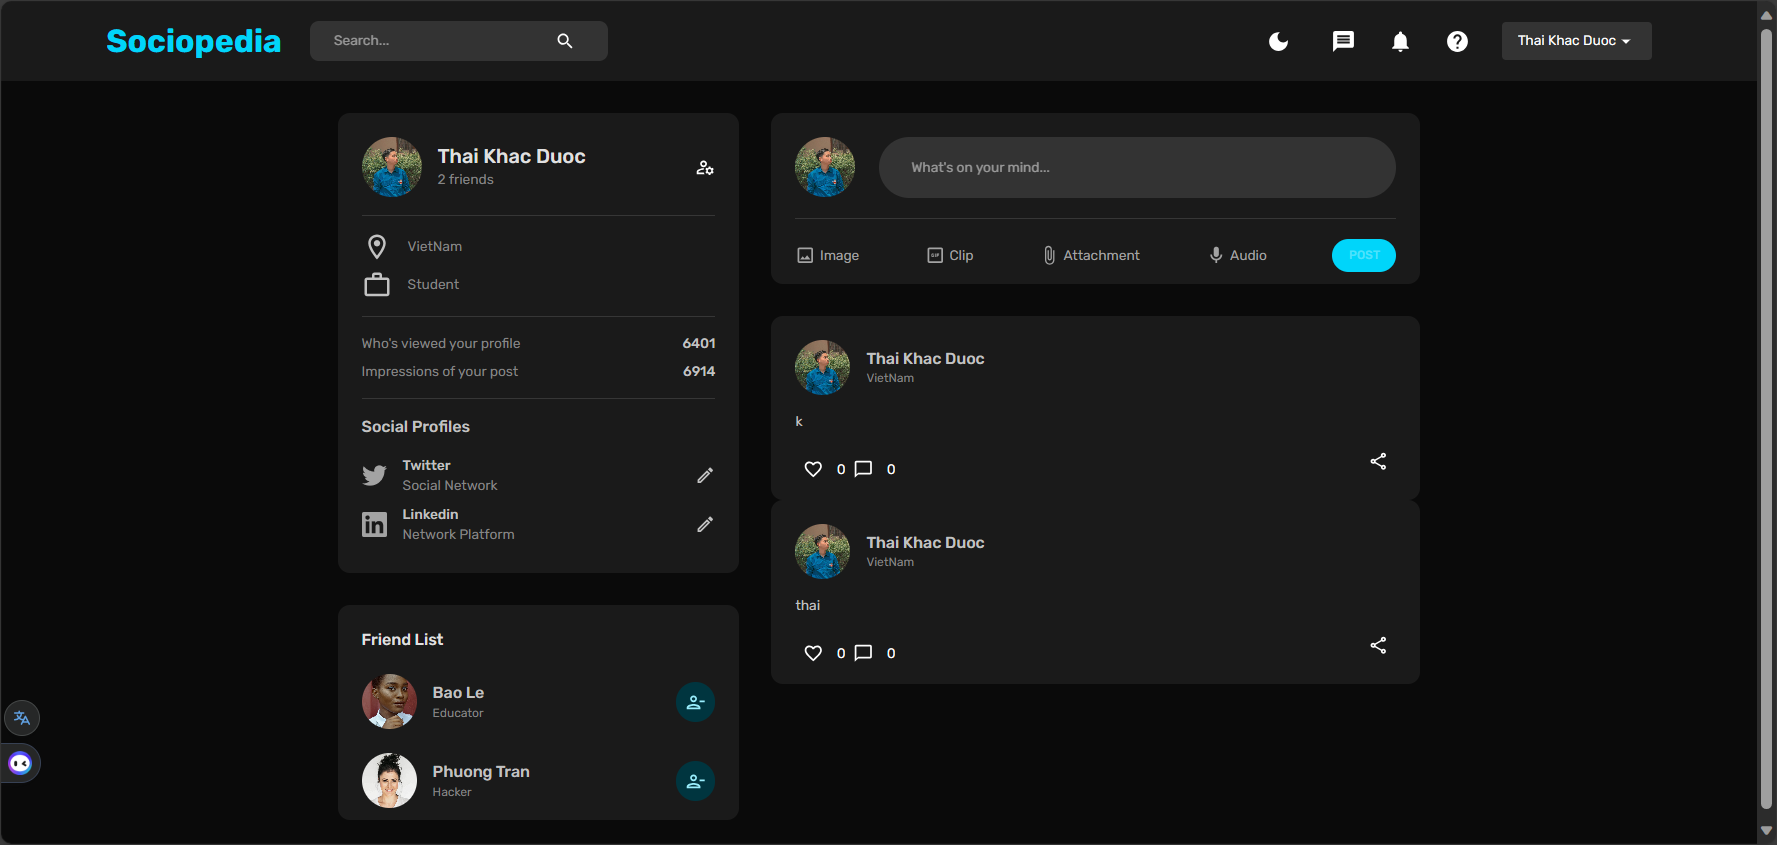 Sociopedia
Search...
Thai Khac Duoc
Thai Khac Duoc
2 friends
VietNam
Student
Who's viewed your profile 6401
Impressions of your post 6914
Social Profiles
Twitter
Social Network
Linkedin
Network Platform
Friend List
Bao Le
Educator
Phuong Tran
Hacker
What's on your mind...
Image
GIF
Clip
Attachment
Audio
POST
Thai Khac Duoc
VietNam
k
0 0
Thai Khac Duoc
VietNam
thai
0 0